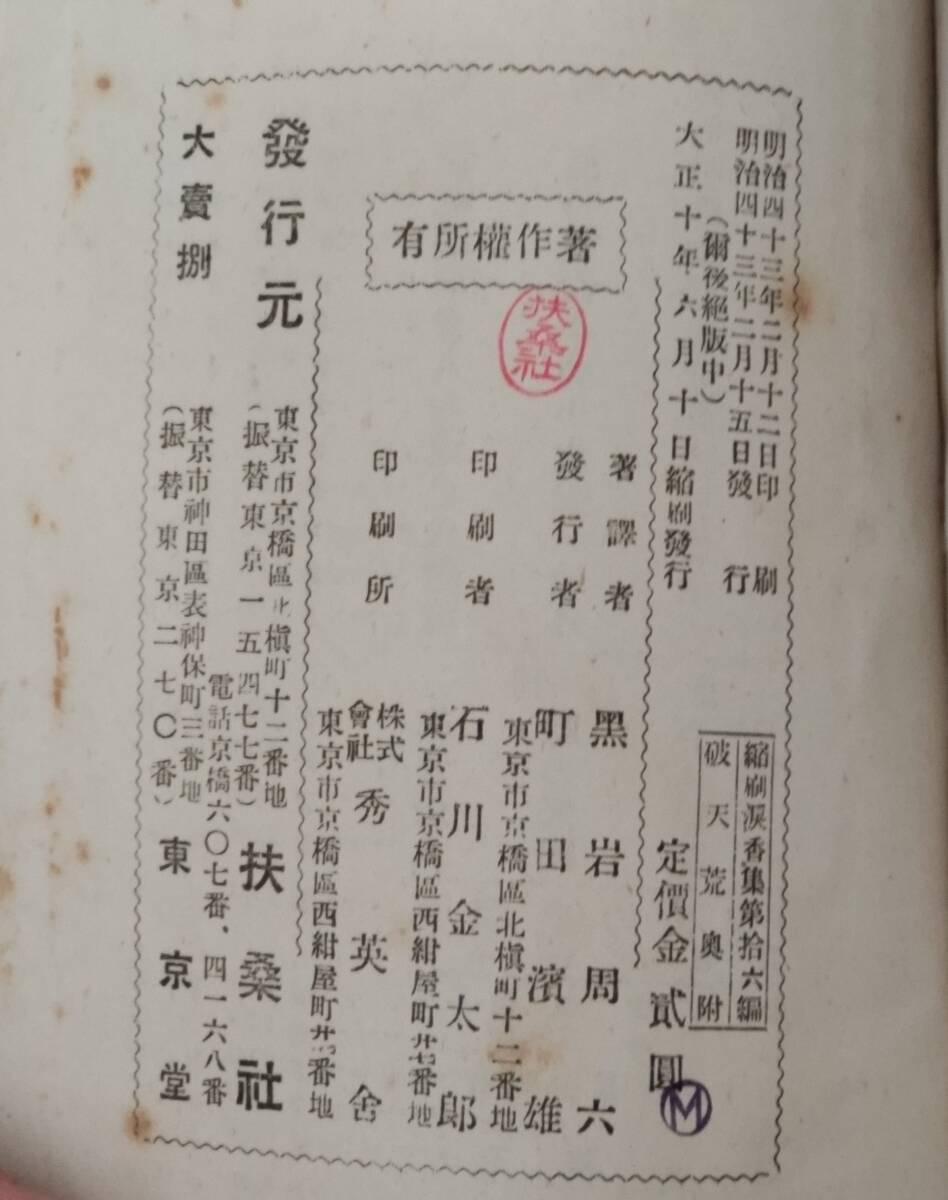 明治四十三年二月十二日印刷
明治四十三年二月十五日發行
(爾後絕版中)
大正十年六月十日縮刷發行
縮刷淚香集第拾六編
破天荒奧附
定價金貳圓
M
著作權所有
扶桑社
著譯者 黑岩周六
發行者 町田濱雄
東京市京橋區北槇町十二番地
印刷者 石川金太郎
東京市京橋區西紺屋町廿七番地
印刷所 株式會社 秀英舍
東京市京橋區西紺屋町廿七番地
發行元 扶桑社
東京市京橋區北槇町十二番地
(振替東京一五四七七番)
電話京橋六〇七番、四一六八番
大賣捌 東京堂
東京市神田區表神保町三番地
(振替東京二七〇番)